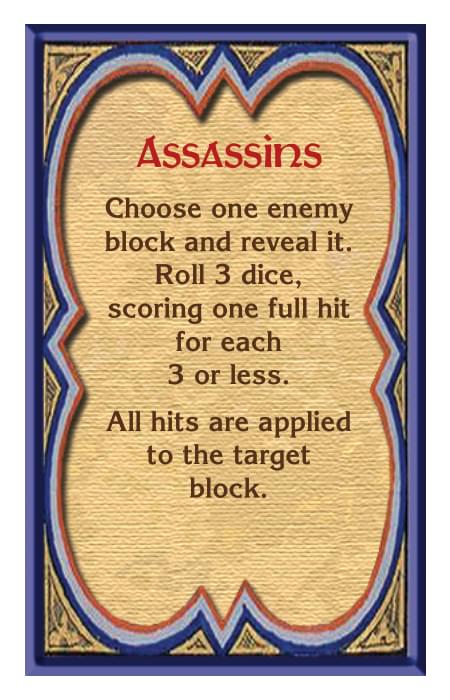 Assassins
Choose one enemy
block and reveal it.
Roll 3 dice,
scoring one full hit
for each
3 or less.
All hits are applied
to the target
block.